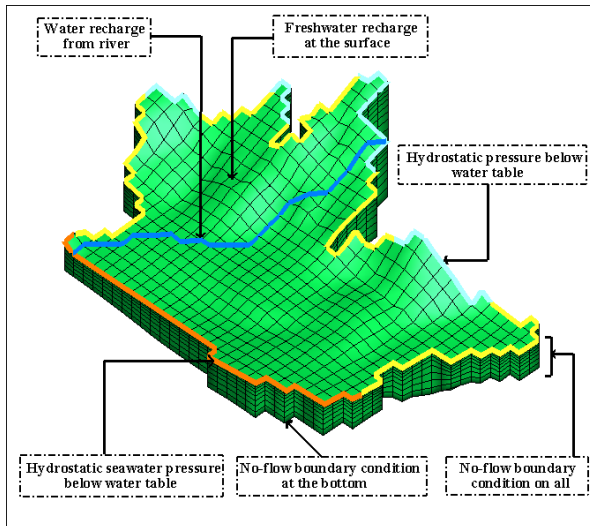 Water recharge
from river
Freshwater recharge
at the surface
Hydrostatic pressure below
water table
Hydrostatic seawater pressure
below water table
No-flow boundary condition
at the bottom
No-flow boundary
condition on all